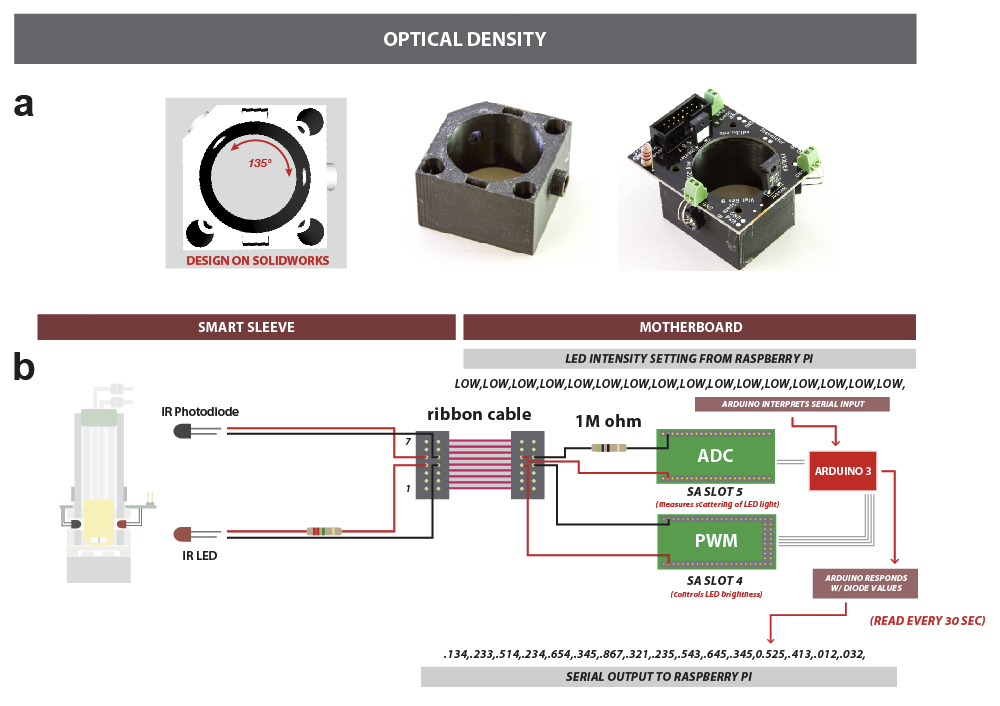 OPTICAL DENSITY
a
135°
DESIGN ON SOLIDWORKS
SMART SLEEVE
MOTHERBOARD
b
LED INTENSITY SETTING FROM RASPBERRY PI
LOW,LOW,LOW,LOW,LOW,LOW,LOW,LOW,LOW,LOW,LOW,LOW,LOW,LOW,LOW,LOW,
ARDUINO INTERPRETS SERIAL INPUT
IR Photodiode
ribbon cable
1M ohm
7
1
ADC
ARDUINO 3
SA SLOT 5
(Measures sCattering of LED light)
PWM
IR LED
SA SLOT 4
(Controls LED brightness)
ARDUINO RESPONDS
W/ DIODE VALUES
(READ EVERY 30 SEC)
.134,.233,.514,.234,.654,.345,.867,.321,.235,.543,.645,.345,0.525,.413,.012,.032,
SERIAL OUTPUT TO RASPBERRY PI